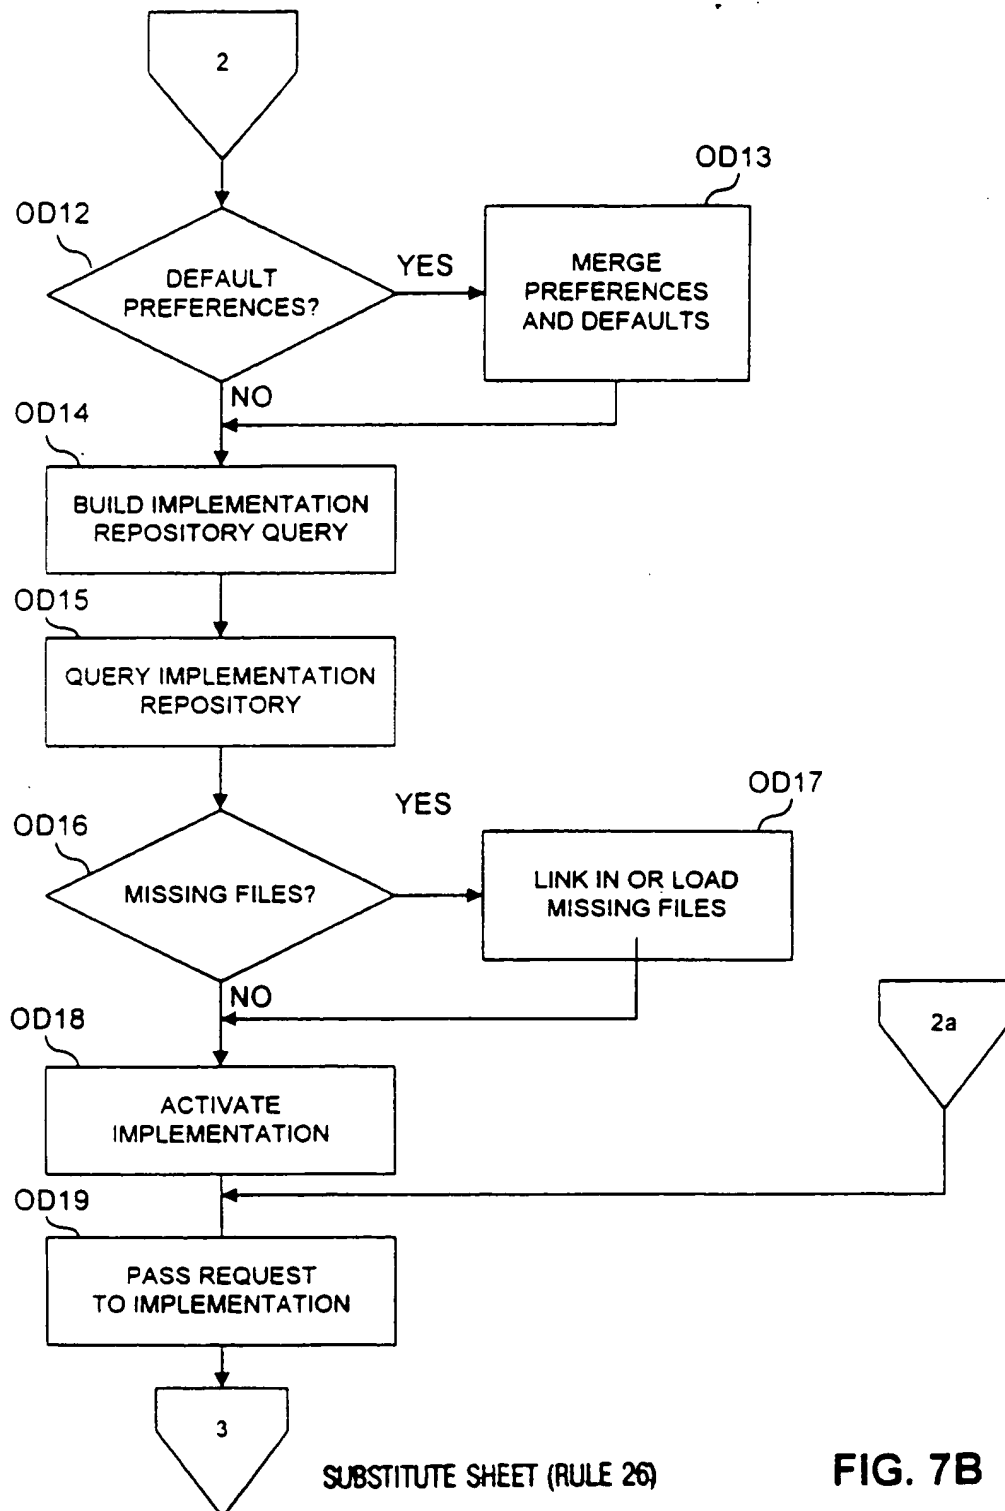 2
OD12
DEFAULT
PREFERENCES?
YES
OD13
MERGE
PREFERENCES
AND DEFAULTS
NO
OD14
BUILD IMPLEMENTATION
REPOSITORY QUERY
OD15
QUERY IMPLEMENTATION
REPOSITORY
OD16
MISSING FILES?
YES
OD17
LINK IN OR LOAD
MISSING FILES
NO
OD18
ACTIVATE
IMPLEMENTATION
2a
OD19
PASS REQUEST
TO IMPLEMENTATION
3
SUBSTITUTE SHEET (RULE 26)
FIG. 7B